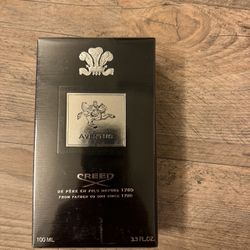 AVENTUS
CREED
DE PÈRE EN FILS DEPUIS 1760
FROM FATHER TO SON SINCE 1760
100 ML
3.3 FL.OZ.